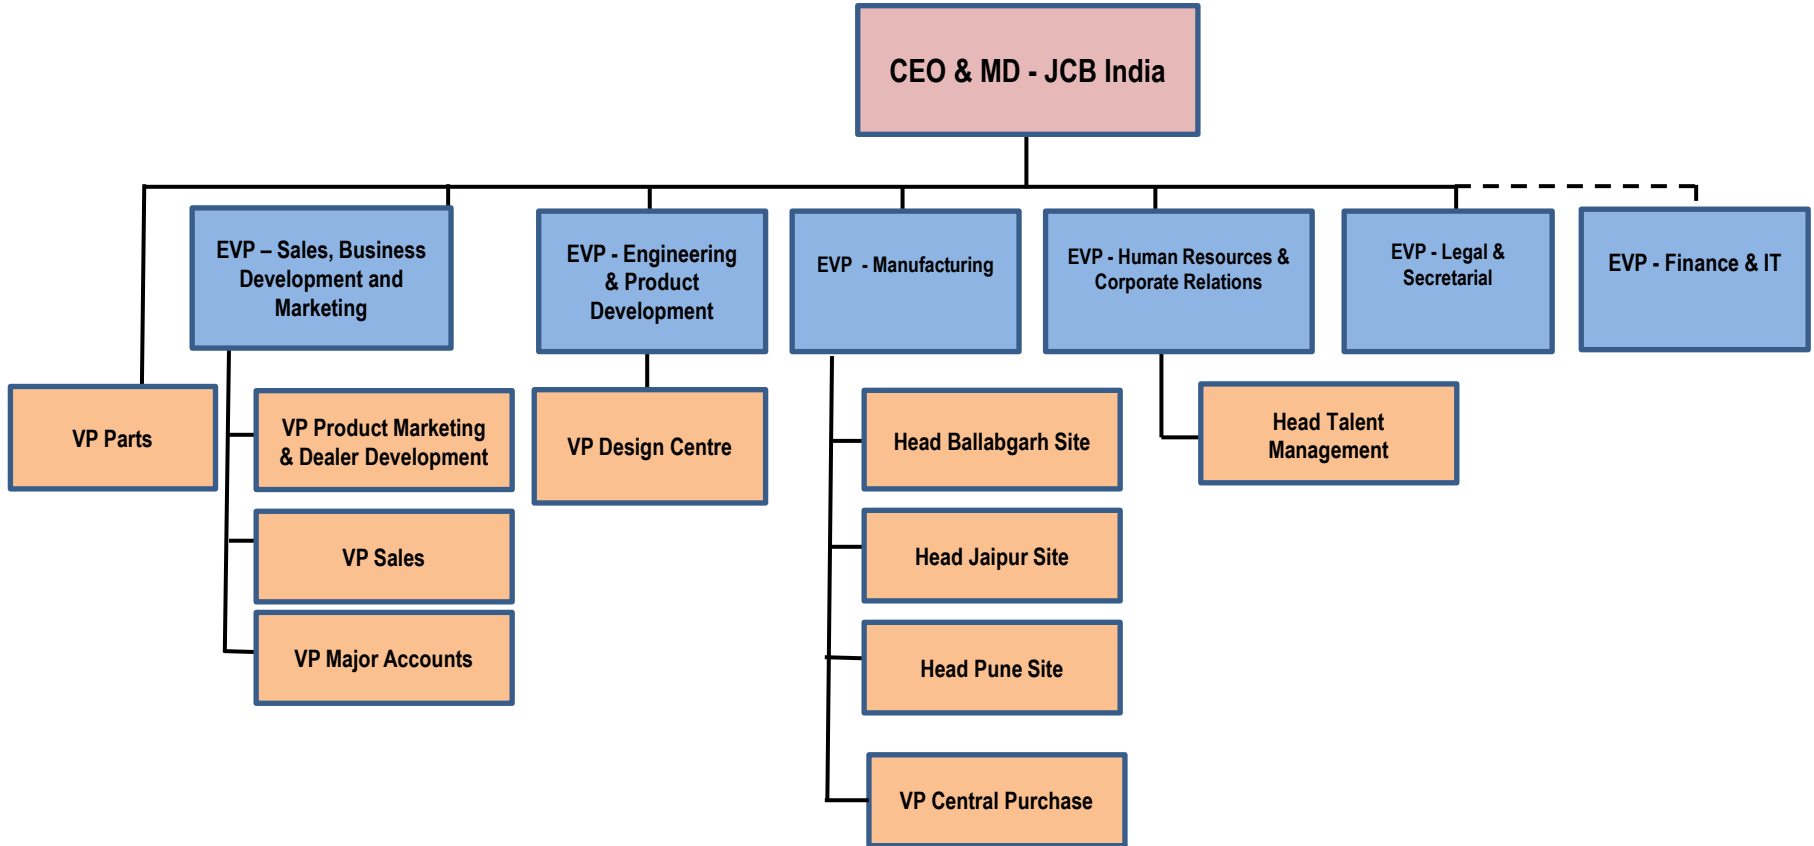 CEO & MD - JCB India
EVP – Sales, Business
Development and
Marketing
EVP - Engineering
& Product
Development
EVP  - Manufacturing
EVP - Human Resources &
Corporate Relations
EVP - Legal &
Secretarial
EVP - Finance & IT
VP Parts
VP Product Marketing
& Dealer Development
VP Sales
VP Major Accounts
VP Design Centre
Head Ballabgarh Site
Head Jaipur Site
Head Pune Site
VP Central Purchase
Head Talent
Management